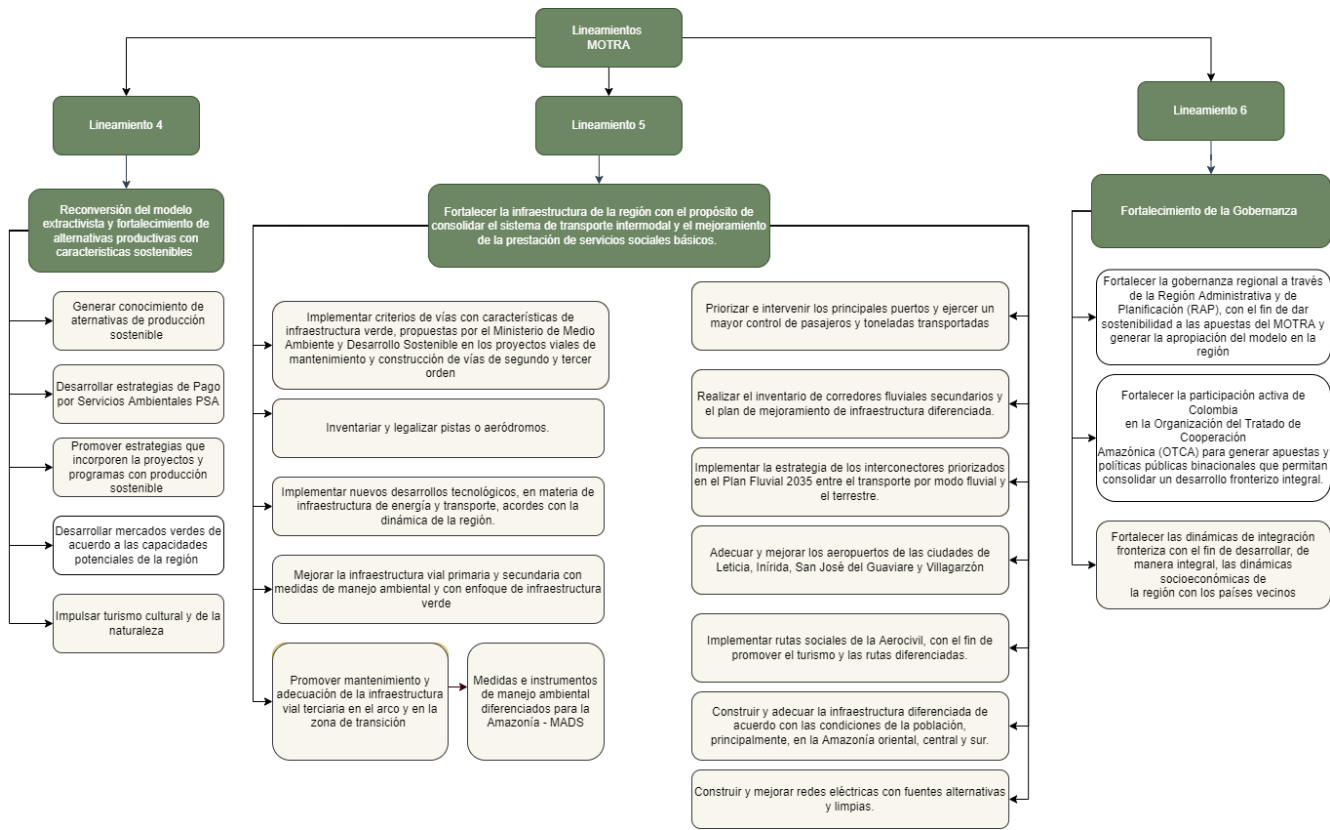 Lineamientos
MOTRA
Lineamiento 4
Lineamiento 5
Lineamiento 6
Reconversión del modelo
extractivista y fortalecimiento de
alternativas productivas con
caracteristicas sostenibles
Generar conocimiento de
aternativas de producción
sostenible
Desarrollar estrategias de Pago
por Servicios Ambientales PSA
Promover estrategias que
incorporen la proyectos y
programas con producción
sostenible
Desarrollar mercados verdes de
acuerdo a las capacidades
potenciales de la región
Impulsar turismo cultural y de la
naturaleza
Fortalecer la infraestructura de la región con el propósito de
consolidar el sistema de transporte intermodal y el mejoramiento
de la prestación de servicios sociales básicos.
Implementar criterios de vías con características de
infraestructura verde, propuestas por el Ministerio de Medio
Ambiente y Desarrollo Sostenible en los proyectos viales de
mantenimiento y construcción de vías de segundo y tercer
orden
Inventariar y legalizar pistas o aeródromos.
Implementar nuevos desarrollos tecnológicos, en materia de
infraestructura de energía y transporte, acordes con la
dinámica de la región.
Mejorar la infraestructura vial primaria y secundaria con
medidas de manejo ambiental y con enfoque de infraestructura
verde
Promover mantenimiento y
adecuación de la infraestructura
vial terciaria en el arco y en la
zona de transición
Medidas e instrumentos
de manejo ambiental
diferenciados para la
Amazonía - MADS
Priorizar e intervenir los principales puertos y ejercer un
mayor control de pasajeros y toneladas transportadas
Realizar el inventario de corredores fluviales secundarios y
el plan de mejoramiento de infraestructura diferenciada.
Implementar la estrategia de los interconectores priorizados
en el Plan Fluvial 2035 entre el transporte por modo fluvial y
el terrestre.
Adecuar y mejorar los aeropuertos de las ciudades de
Leticia, Inírida, San José del Guaviare y Villagarzón
Implementar rutas sociales de la Aerocivil, con el fin de
promover el turismo y las rutas diferenciadas.
Construir y adecuar la infraestructura diferenciada de
acuerdo con las condiciones de la población,
principalmente, en la Amazonía oriental, central y sur.
Construir y mejorar redes eléctricas con fuentes alternativas
y limpias.
Fortalecimiento de la Gobernanza
Fortalecer la gobernanza regional a través
de la Región Administrativa y de
Planificación (RAP), con el fin de dar
sostenibilidad a las apuestas del MOTRA y
generar la apropiación del modelo en la
región
Fortalecer la participación activa de
Colombia
en la Organización del Tratado de
Cooperación
Amazónica (OTCA) para generar apuestas y
políticas públicas binacionales que permitan
consolidar un desarrollo fronterizo integral.
Fortalecer las dinámicas de integración
fronteriza con el fin de desarrollar, de
manera integral, las dinámicas
socioeconómicas de
la región con los países vecinos